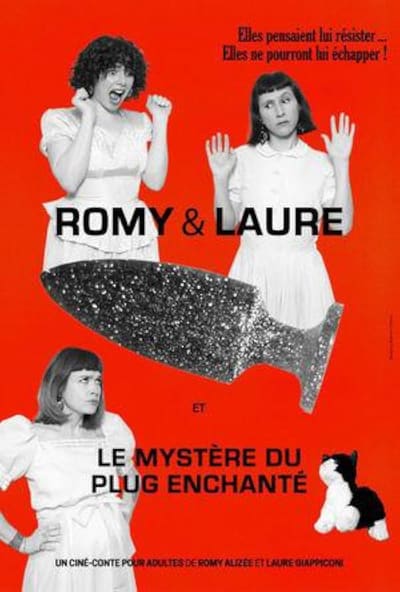 Elles pensaient lui résister ...
Elles ne pourront lui échapper !
ROMY & LAURE
ET
LE MYSTÈRE DU
PLUG ENCHANTÉ
UN CINÉ-CONTE POUR ADULTES DE ROMY ALIZÉE ET LAURE GIAPPICONI